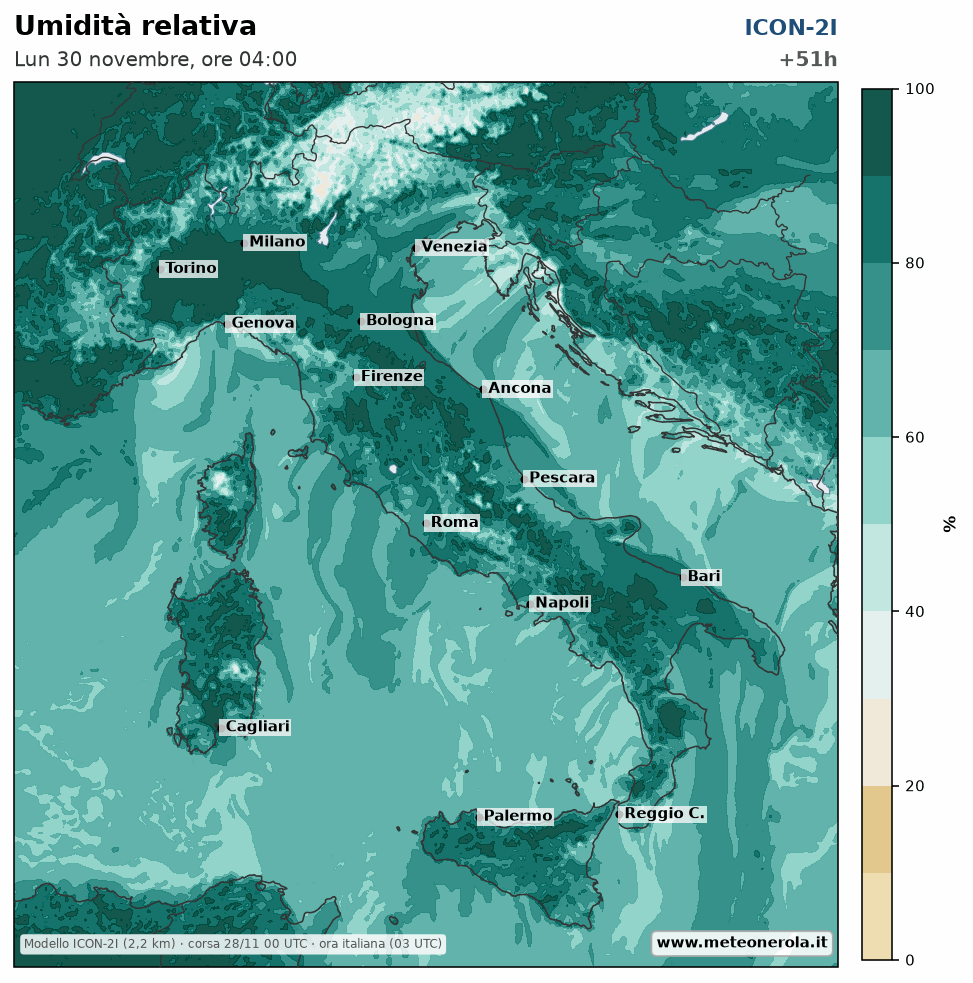 Umidità relativa
ICON-2I
Lun 30 novembre, ore 04:00
+51h
100
80
60
40
20
0
%
Milano
Venezia
Torino
Genova
Bologna
Firenze
Ancona
Pescara
Roma
Bari
Napoli
Cagliari
Palermo
Reggio C.
Modello ICON-2I (2,2 km) · corsa 28/11 00 UTC · ora italiana (03 UTC)
www.meteonerola.it